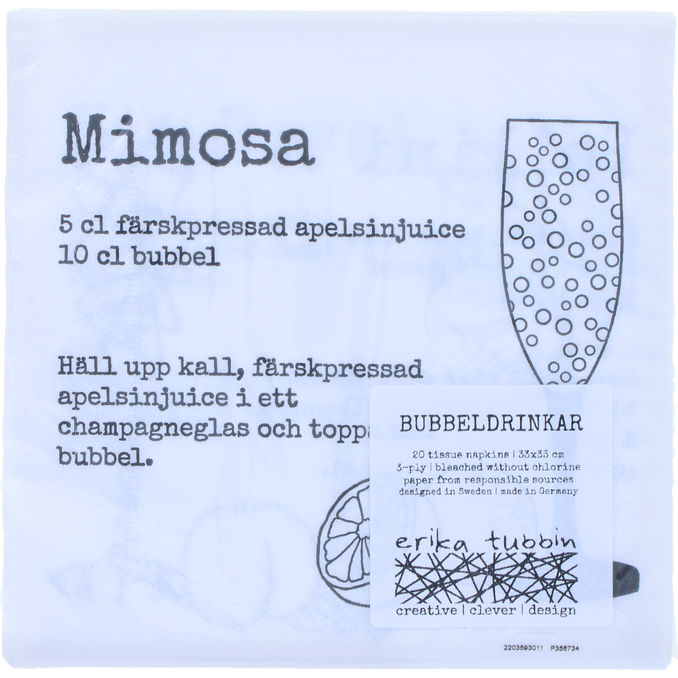 Mimosa
5 cl färskpressad apelsinjuice
10 cl bubbel
Häll upp kall, färskpressad
apelsinjuice i ett
champagneglas och
bubbel.
BUBBELDRINKAR
20 tissue napkins | 33x33 cm
3-ply | bleached without chlorine
paper from responsible sources
designed in Sweden | made in Germany
erika tubbin
creative | clever | design
2203593011 P358734